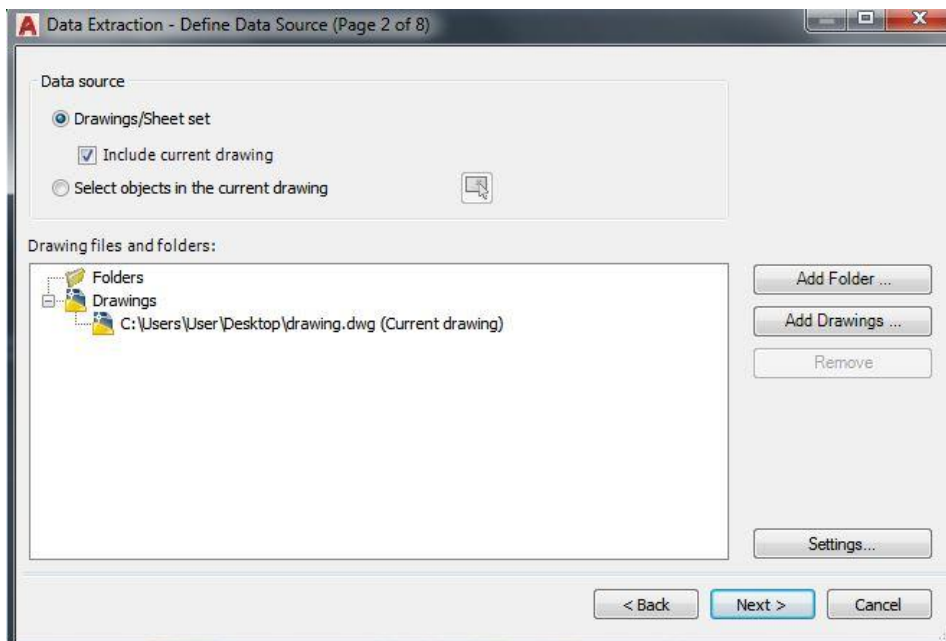 Data Extraction - Define Data Source (Page 2 of 8)
Data source
Drawings/Sheet set
Include current drawing
Select objects in the current drawing
Drawing files and folders:
Folders
Drawings
C:\Users\User\Desktop\drawing.dwg (Current drawing)
Add Folder ...
Add Drawings ...
Remove
Settings...
< Back
Next >
Cancel